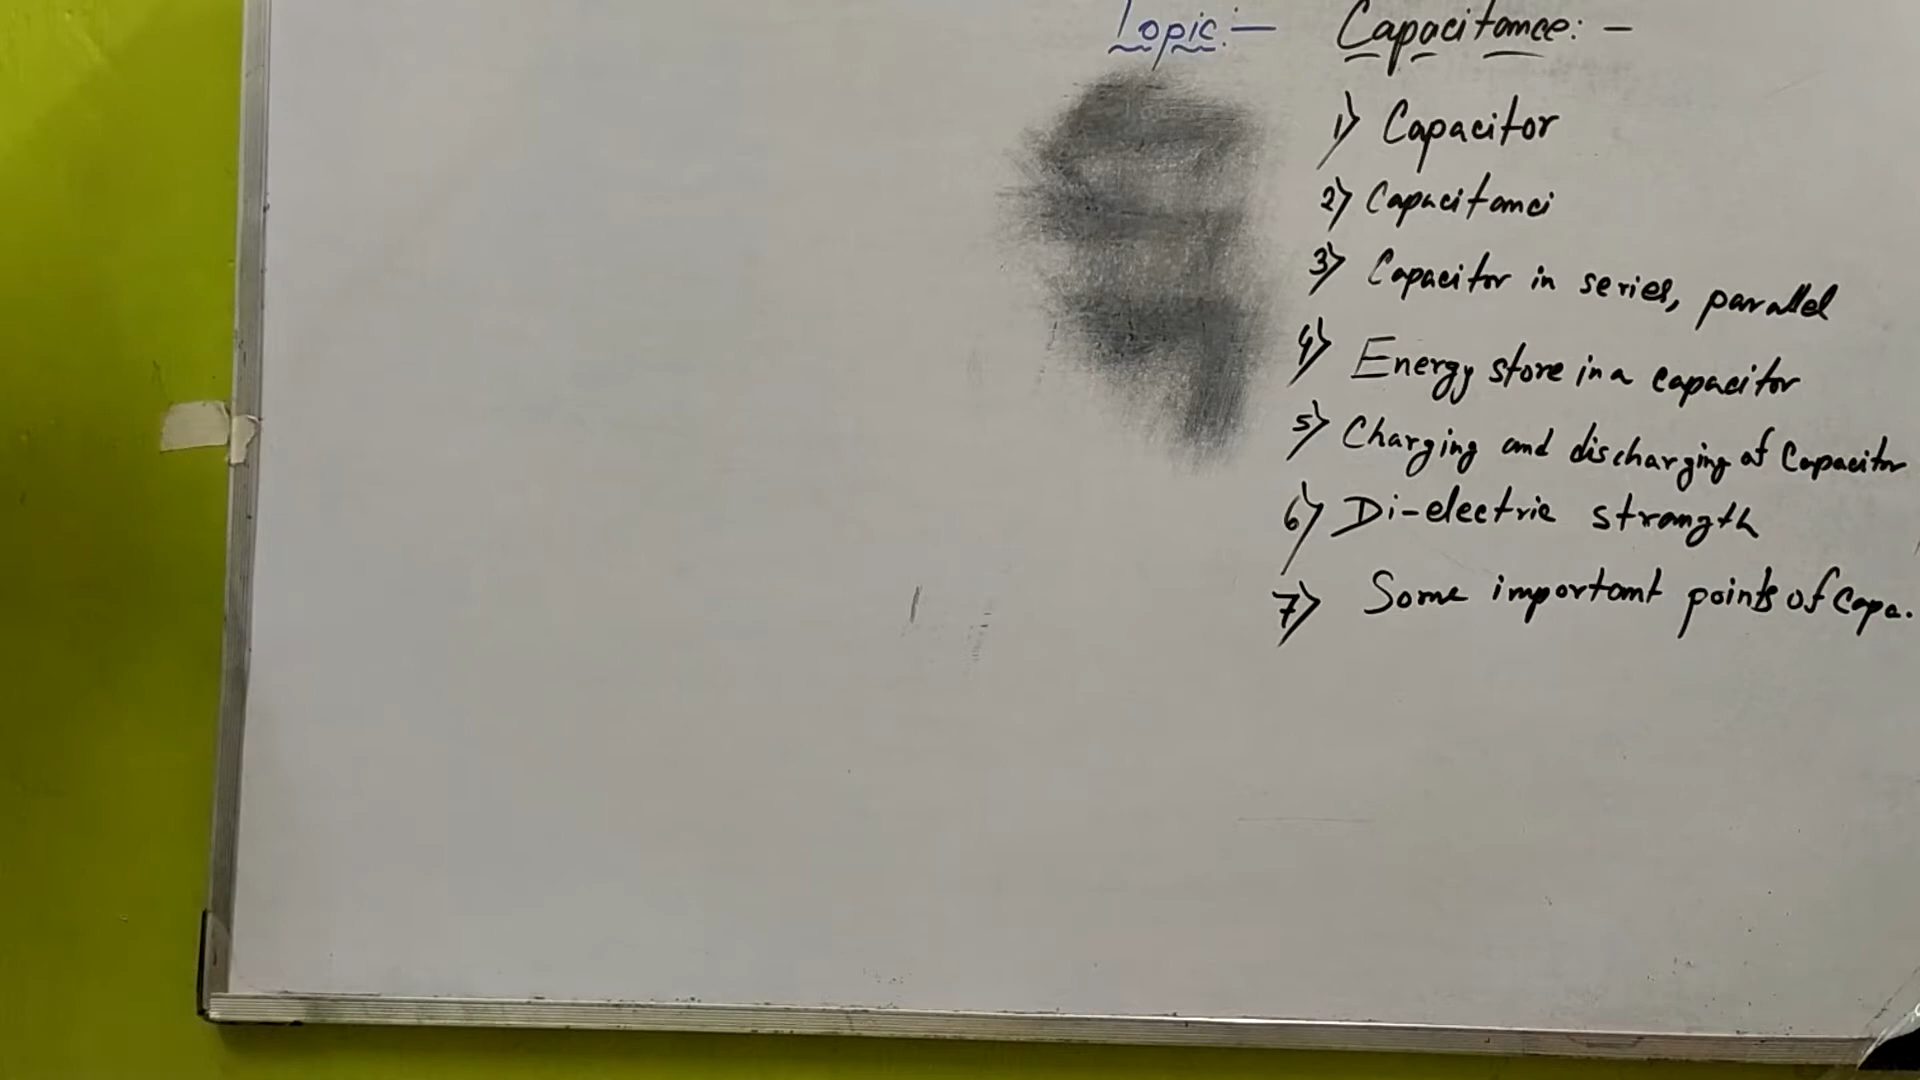 Topic:- Capacitance:-
1) Capacitor
2) Capacitanci
3) Capacitor in series, parallel
4) Energy store in a capacitor
5) Charging and discharging of Capacitor
6) Di-electric strength
7) Some important points of Capa.